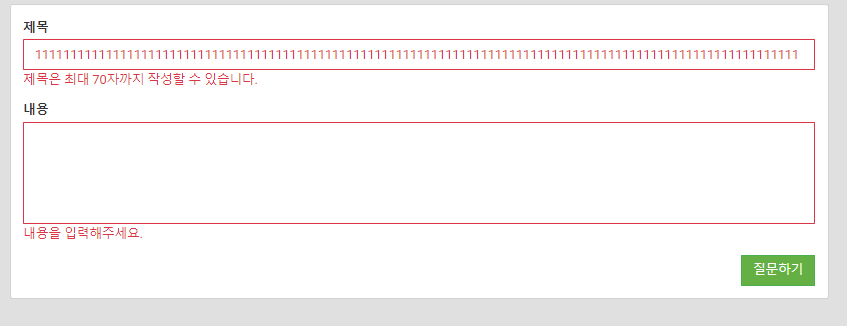 제목
제목은 최대 70자까지 작성할 수 있습니다.
내용
내용을 입력해주세요.
질문하기